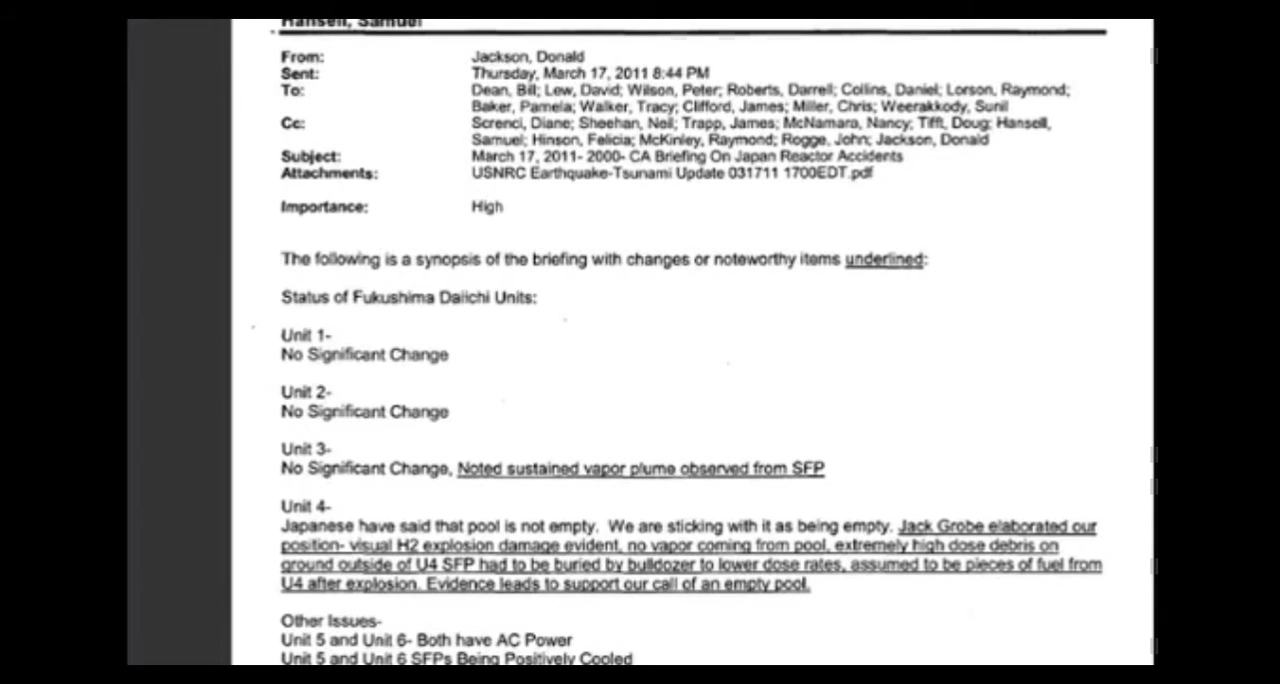 Hansell, Samuel
From: Jackson, Donald
Sent: Thursday, March 17, 2011 8:44 PM
To: Dean, Bill; Lew, David; Wilson, Peter; Roberts, Darrell; Collins, Daniel; Lorson, Raymond;
Baker, Pamela; Walker, Tracy; Clifford, James; Miller, Chris; Weerakkody, Sunil
Cc: Screnci, Diane; Sheehan, Neil; Trapp, James; McNamara, Nancy; Tifft, Doug; Hansell,
Samuel; Hinson, Felicia; McKinley, Raymond; Rogge, John; Jackson, Donald
Subject: March 17, 2011- 2000- CA Briefing On Japan Reactor Accidents
Attachments: USNRC Earthquake-Tsunami Update 031711 1700EDT.pdf
Importance: High
The following is a synopsis of the briefing with changes or noteworthy items underlined:
Status of Fukushima Daiichi Units:
Unit 1-
No Significant Change
Unit 2-
No Significant Change
Unit 3-
No Significant Change, Noted sustained vapor plume observed from SFP
Unit 4-
Japanese have said that pool is not empty. We are sticking with it as being empty. Jack Grobe elaborated our
position- visual H2 explosion damage evident, no vapor coming from pool, extremely high dose debris on
ground outside of U4 SFP had to be buried by bulldozer to lower dose rates, assumed to be pieces of fuel from
U4 after explosion. Evidence leads to support our call of an empty pool.
Other Issues-
Unit 5 and Unit 6- Both have AC Power
Unit 5 and Unit 6 SFPs Being Positively Cooled